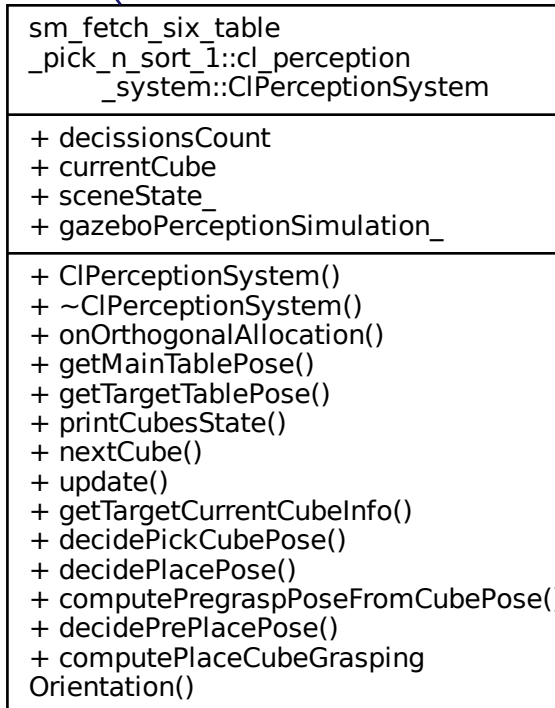 sm_fetch_six_table
_pick_n_sort_1::cl_perception
_system::ClPerceptionSystem
+ decissionsCount
+ currentCube
+ sceneState_
+ gazeboPerceptionSimulation_
+ ClPerceptionSystem()
+ ~ClPerceptionSystem()
+ onOrthogonalAllocation()
+ getMainTablePose()
+ getTargetTablePose()
+ printCubesState()
+ nextCube()
+ update()
+ getTargetCurrentCubeInfo()
+ decidePickCubePose()
+ decidePlacePose()
+ computePregraspPoseFromCubePose()
+ decidePrePlacePose()
+ computePlaceCubeGrasping
Orientation()